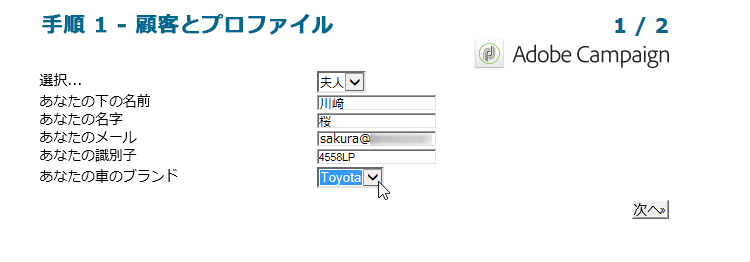 手順 1 - 顧客とプロファイル 1 / 2
Adobe Campaign
選択... 夫人
あなたの下の名前 川﨑
あなたの名字 桜
あなたのメール sakura@
あなたの識別子 4558LP
あなたの車のブランド Toyota
次へ»